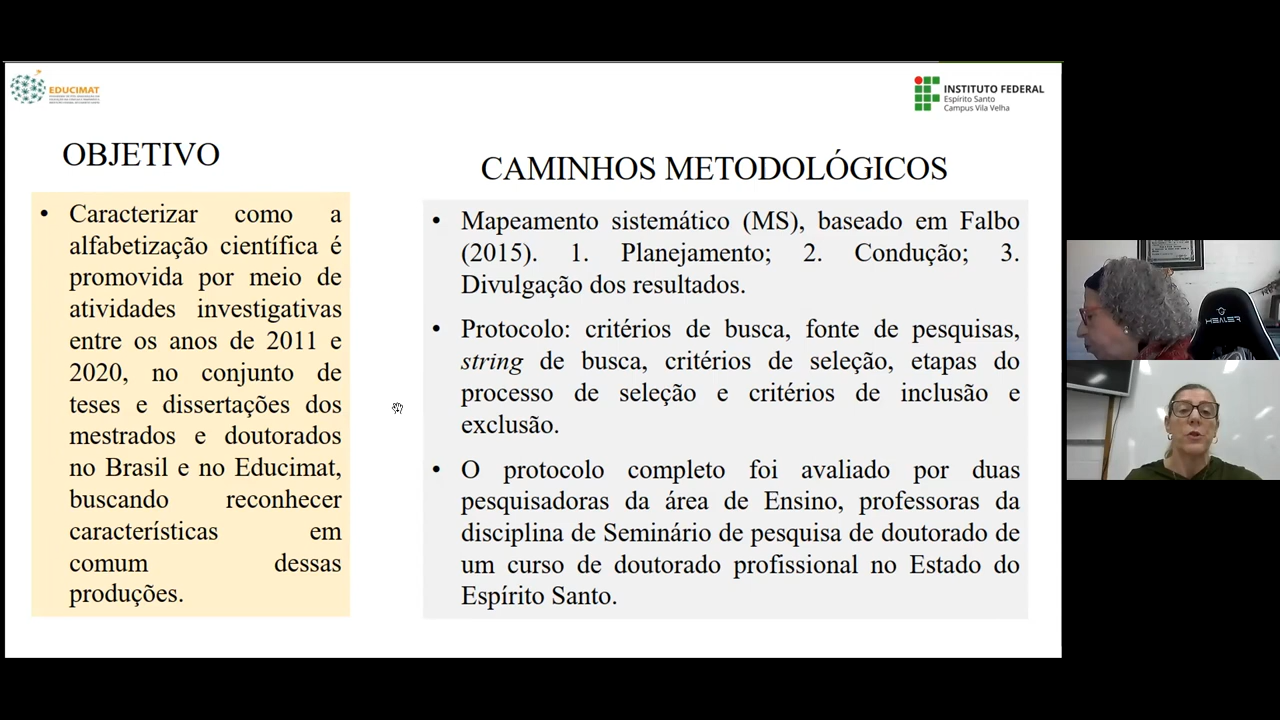 EDUCIMAT
INSTITUTO FEDERAL
Espírito Santo
Campus Vila Velha
OBJETIVO
• Caracterizar como a
alfabetização científica é
promovida por meio de
atividades investigativas
entre os anos de 2011 e
2020, no conjunto de
teses e dissertações dos
mestrados e doutorados
no Brasil e no Educimat,
buscando reconhecer
características em
comum dessas
produções.
CAMINHOS METODOLÓGICOS
• Mapeamento sistemático (MS), baseado em Falbo
(2015). 1. Planejamento; 2. Condução; 3.
Divulgação dos resultados.
• Protocolo: critérios de busca, fonte de pesquisas,
string de busca, critérios de seleção, etapas do
processo de seleção e critérios de inclusão e
exclusão.
• O protocolo completo foi avaliado por duas
pesquisadoras da área de Ensino, professoras da
disciplina de Seminário de pesquisa de doutorado de
um curso de doutorado profissional no Estado do
Espírito Santo.